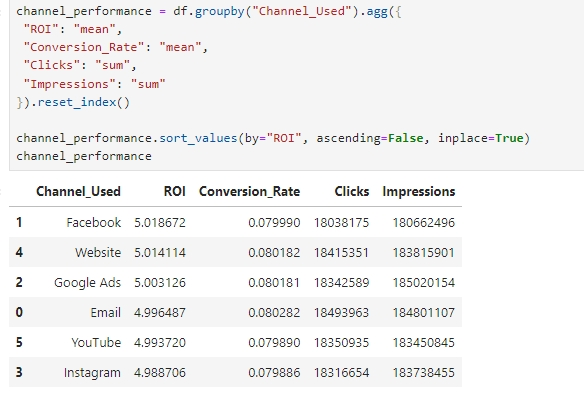 channel_performance = df.groupby("Channel_Used").agg({
"ROI": "mean",
"Conversion_Rate": "mean",
"Clicks": "sum",
"Impressions": "sum"
}).reset_index()
channel_performance.sort_values(by="ROI", ascending=False, inplace=True)
channel_performance
Channel_Used ROI Conversion_Rate Clicks Impressions
1 Facebook 5.018672 0.079990 18038175 180662496
4 Website 5.014114 0.080182 18415351 183815901
2 Google Ads 5.003126 0.080181 18342589 185020154
0 Email 4.996487 0.080282 18493963 184801107
5 YouTube 4.993720 0.079890 18350935 183450845
3 Instagram 4.988706 0.079886 18316654 183738455